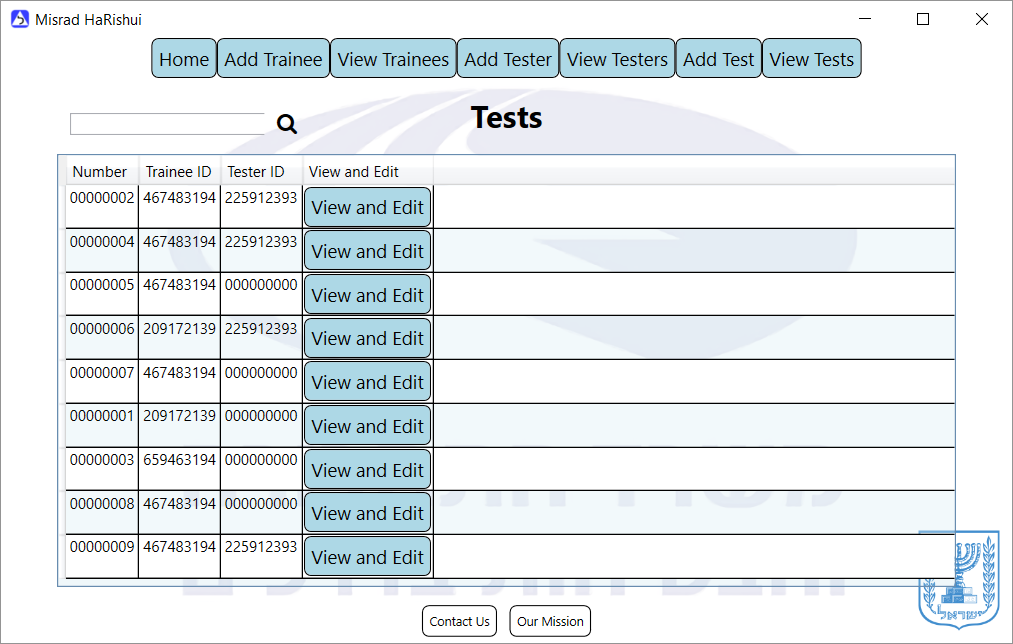 Misrad HaRishui
Home Add Trainee View Trainees Add Tester View Testers Add Test View Tests
Tests
Number Trainee ID Tester ID View and Edit
00000002 467483194 225912393 View and Edit
00000004 467483194 225912393 View and Edit
00000005 467483194 000000000 View and Edit
00000006 209172139 225912393 View and Edit
00000007 467483194 000000000 View and Edit
00000001 209172139 000000000 View and Edit
00000003 659463194 000000000 View and Edit
00000008 467483194 000000000 View and Edit
00000009 467483194 225912393 View and Edit
ישראל
Contact Us Our Mission